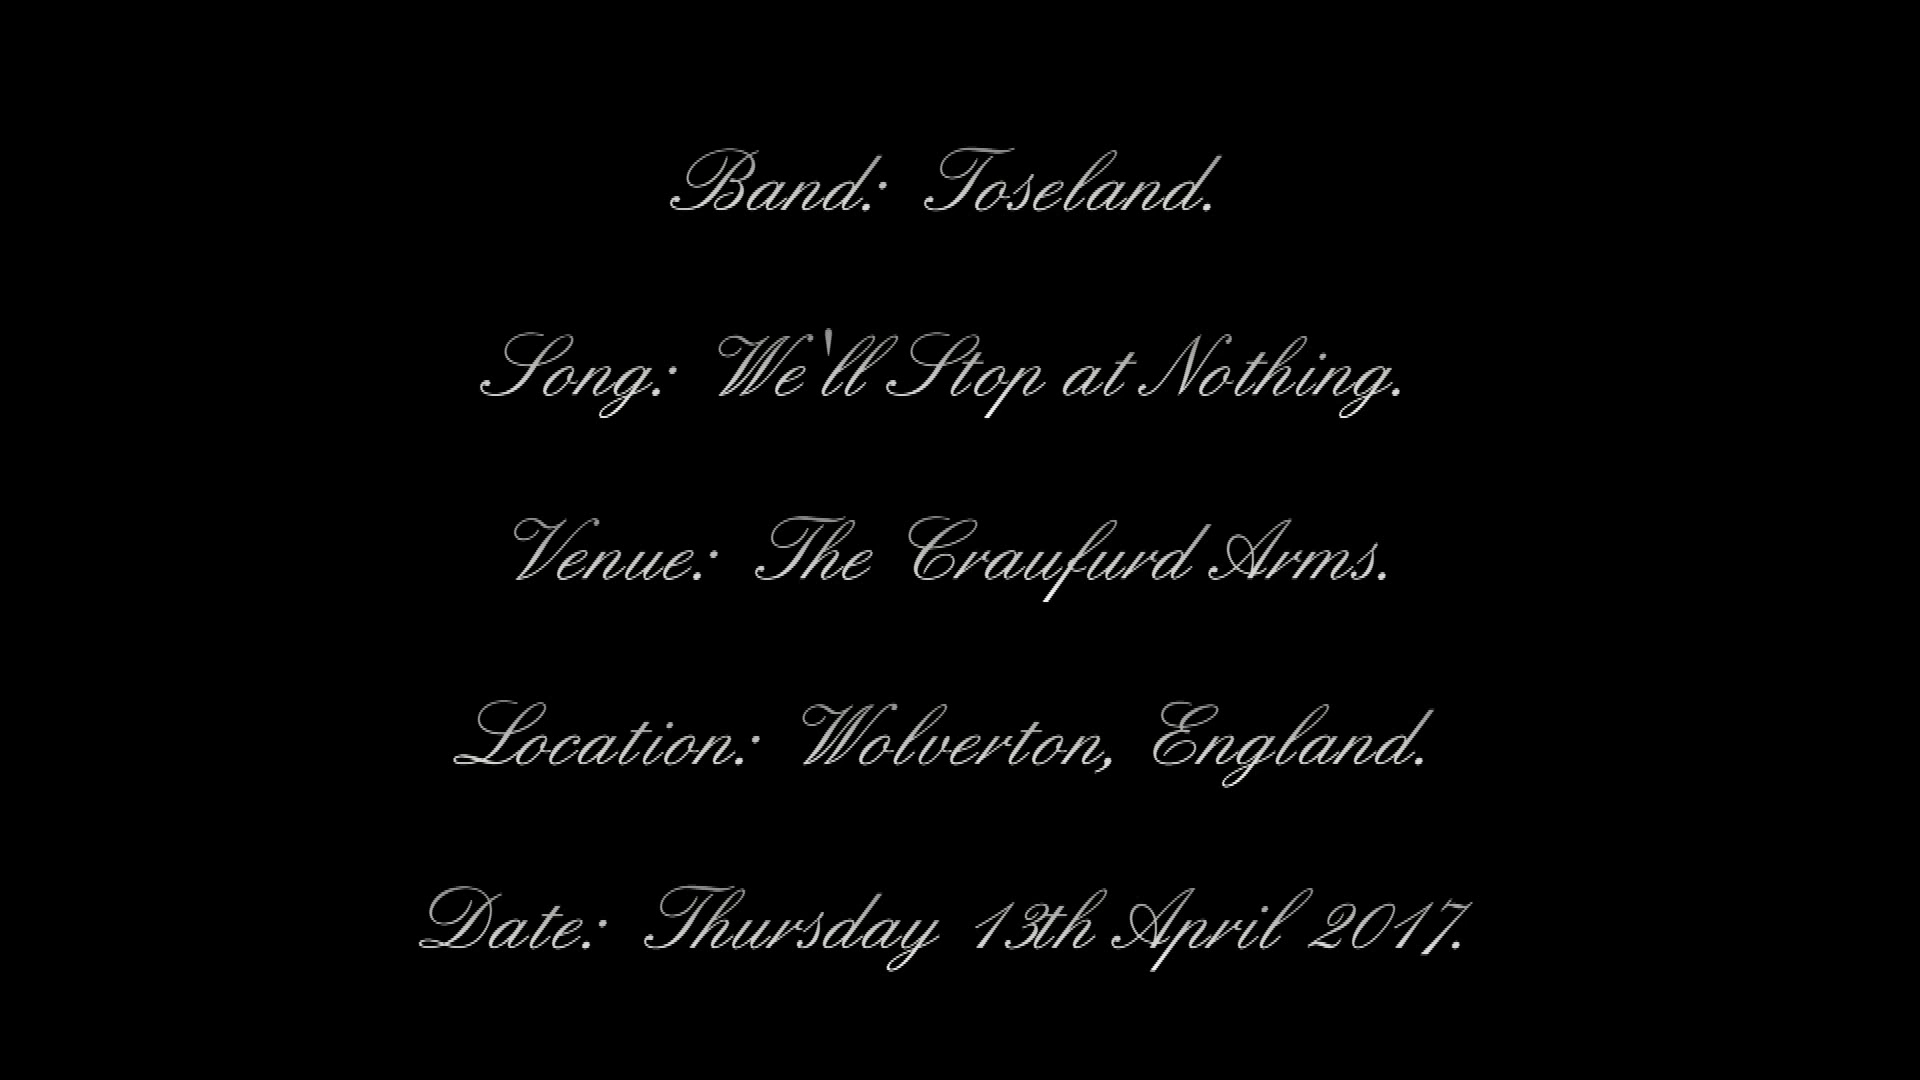 Band: Toseland.
Song: We'll Stop at Nothing.
Venue: The Craufurd Arms.
Location: Wolverton, England.
Date: Thursday 13th April 2017.